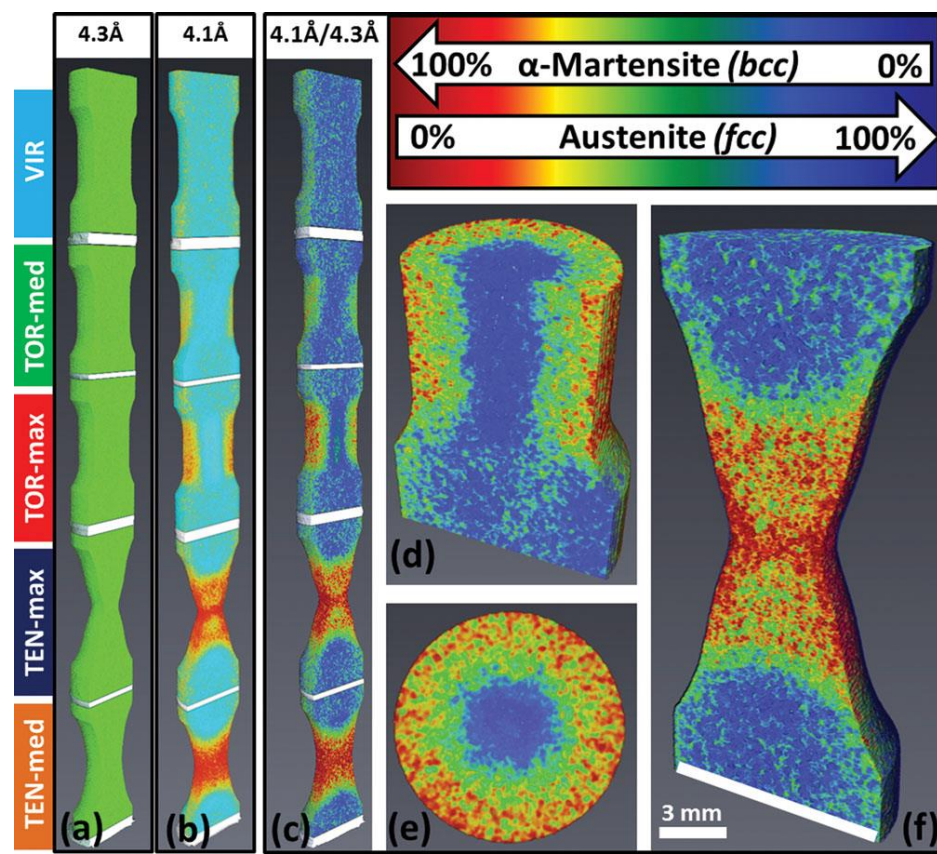 4.3Å
4.1Å
4.1Å/4.3Å
100% α-Martensite (bcc) 0%
0% Austenite (fcc) 100%
VIR
TOR-med
TOR-max
TEN-max
TEN-med
(a)
(b)
(c)
(d)
(e)
(f)
3 mm